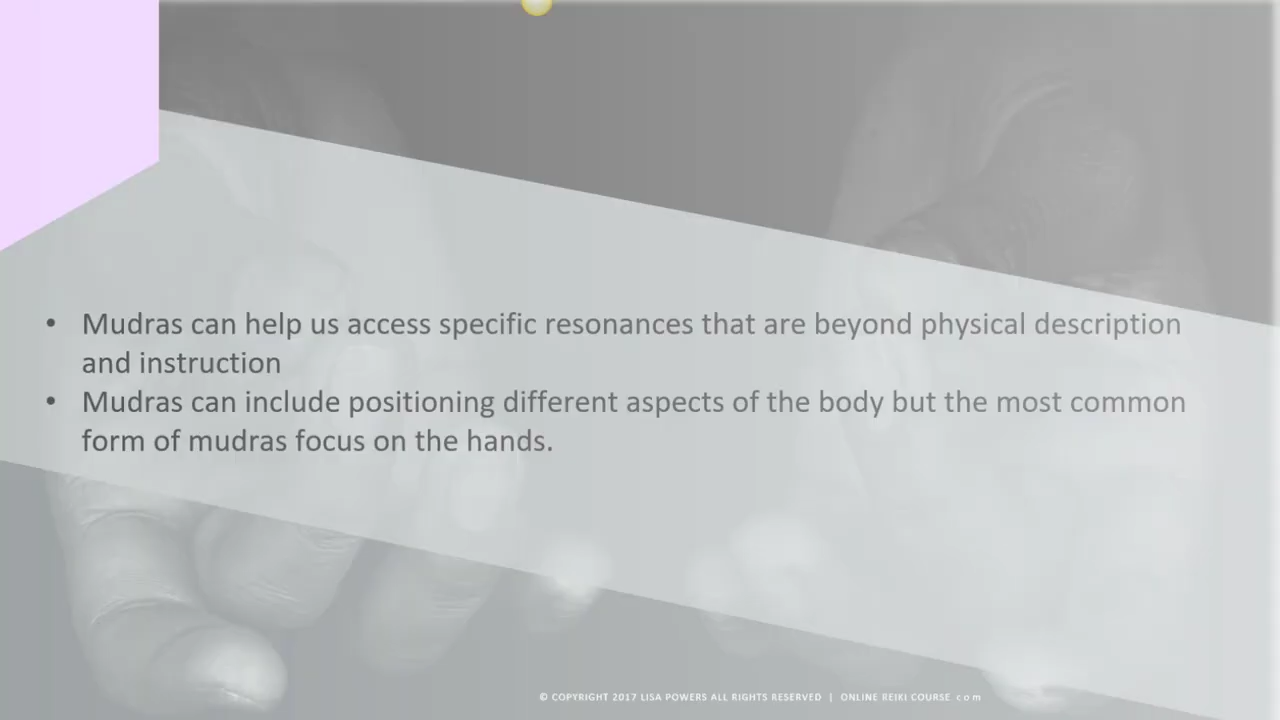 • Mudras can help us access specific resonances that are beyond physical description
and instruction
• Mudras can include positioning different aspects of the body but the most common
form of mudras focus on the hands.
© COPYRIGHT 2017 LISA POWERS ALL RIGHTS RESERVED | ONLINE REIKI COURSE com